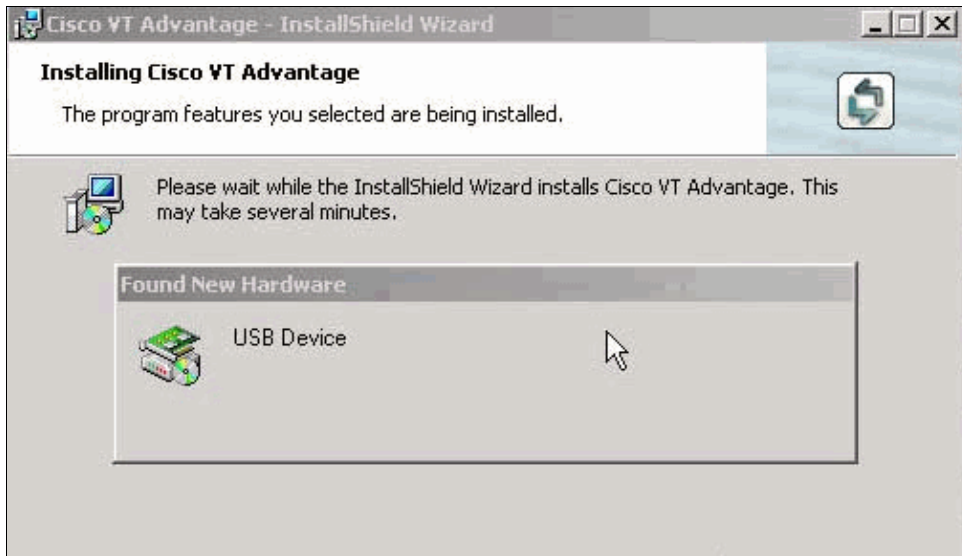 Cisco VT Advantage - InstallShield Wizard
Installing Cisco VT Advantage
The program features you selected are being installed.
Please wait while the InstallShield Wizard installs Cisco VT Advantage. This
may take several minutes.
Found New Hardware
USB Device